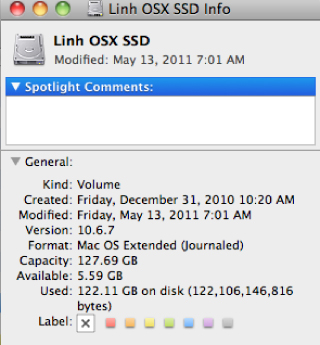 Linh OSX SSD Info
Linh OSX SSD
Modified: May 13, 2011 7:01 AM
Spotlight Comments:
General:
Kind: Volume
Created: Friday, December 31, 2010 10:20 AM
Modified: Friday, May 13, 2011 7:01 AM
Version: 10.6.7
Format: Mac OS Extended (Journaled)
Capacity: 127.69 GB
Available: 5.59 GB
Used: 122.11 GB on disk (122,106,146,816
bytes)
Label: